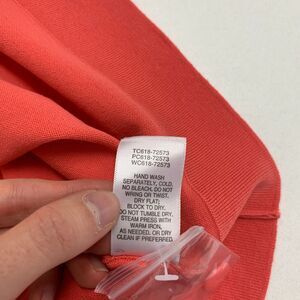 TC618-72573
PC618-72573
WC618-72573
HAND WASH
SEPARATELY, COLD.
NO BLEACH. DO NOT
WRING OR TWIST.
DRY FLAT;
BLOCK TO DRY.
DO NOT TUMBLE DRY.
STEAM PRESS WITH
WARM IRON,
AS NEEDED. OR DRY
CLEAN IF PREFERRED.